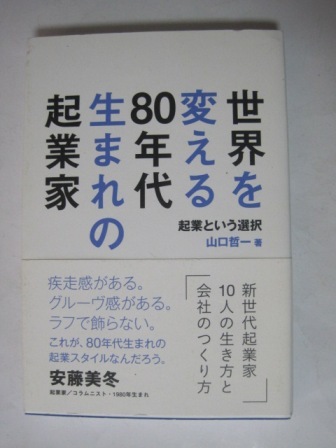 世界を
変える
80年代
生まれの
起業家
起業という選択
山口哲一 著
「新世代起業家」
10人の生き方と
会社のつくり方
疾走感がある。
グルーヴ感がある。
ラフで飾らない。
これが、80年代生まれの
起業スタイルなんだろう。
安藤美冬
起業家/コラムニスト・1980年生まれ